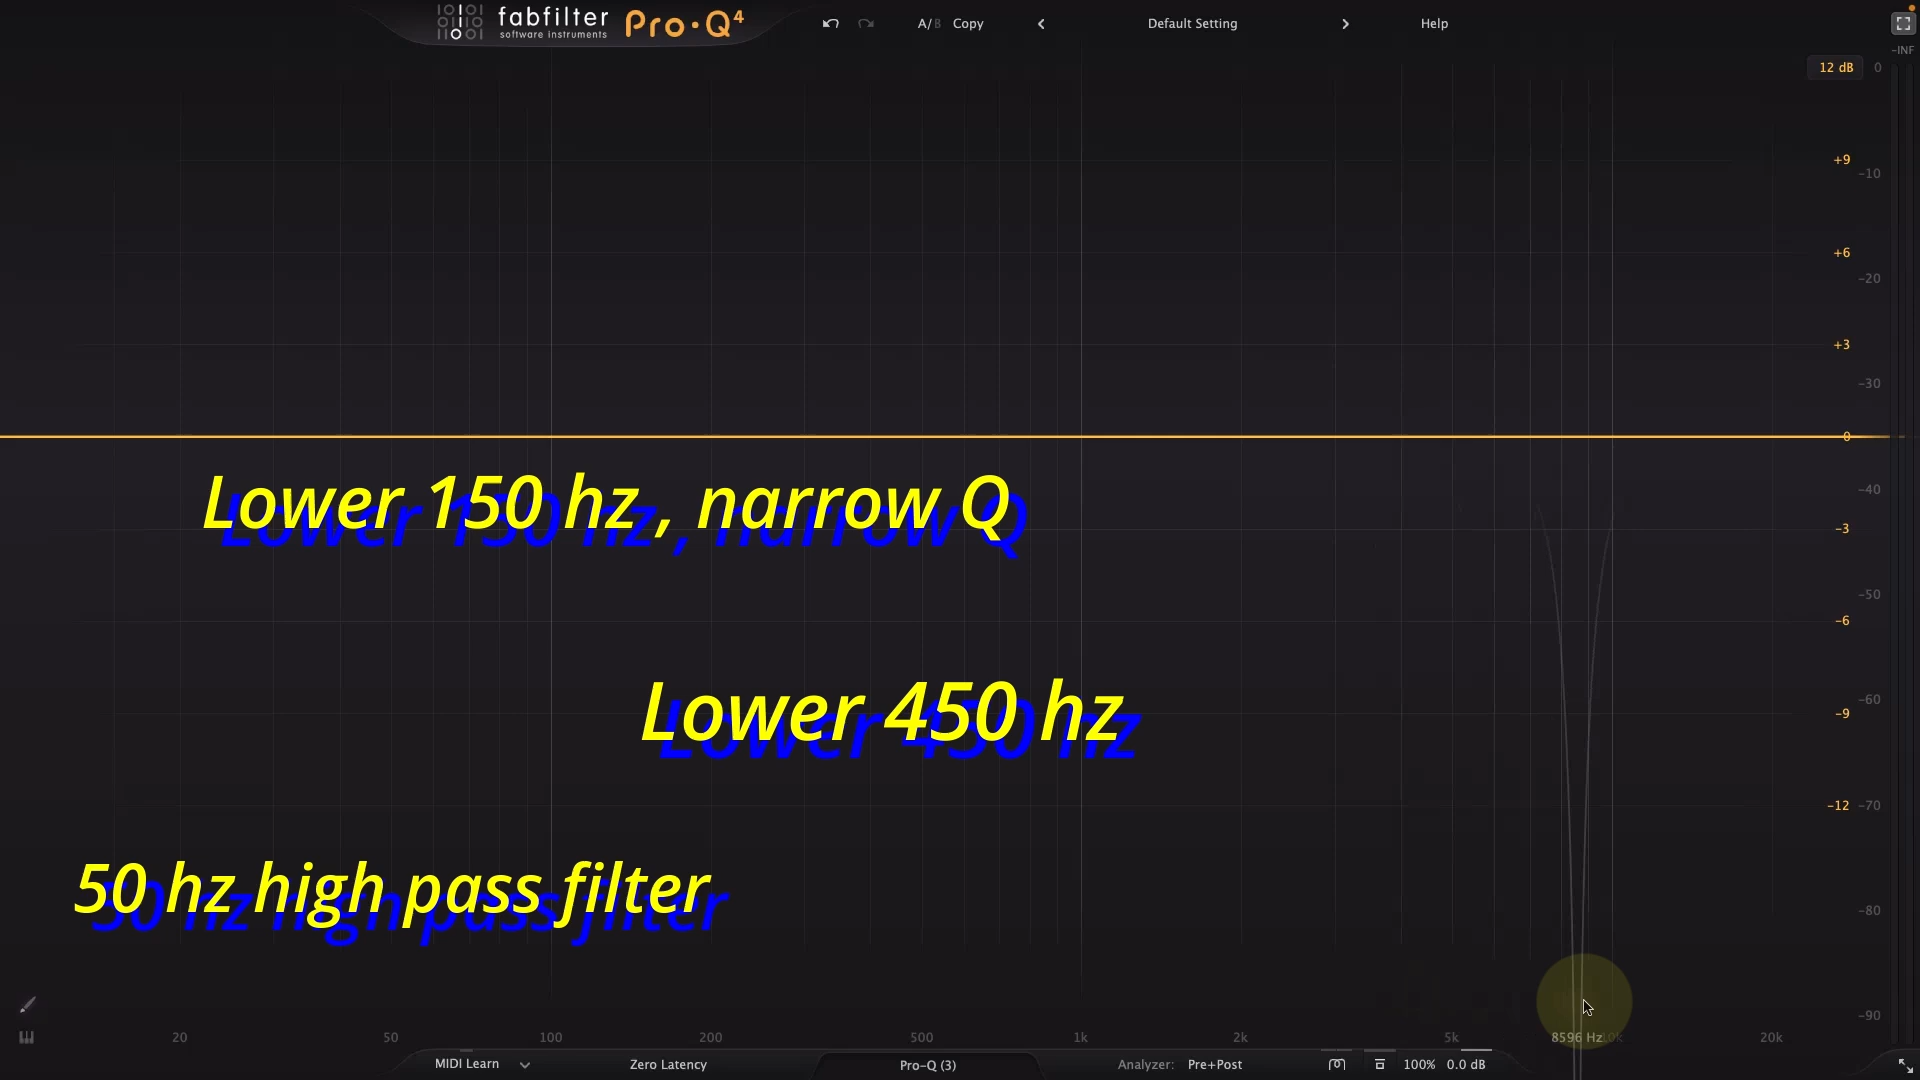 fabfilter
software instruments
Pro·Q4
A/B Copy
Default Setting
Help
-INF
12 dB 0
+9
-10
+6
-20
+3
-30
0
Lower 150 hz , narrow Q
-40
-3
-50
-6
Lower 450 hz
-60
-9
-12 -70
50 hz high pass filter
-80
-90
20 50 100 200 500 1k 2k 5k 8596 Hz 10k 20k
MIDI Learn Zero Latency Pro-Q (3) Analyzer: Pre+Post 100% 0.0 dB